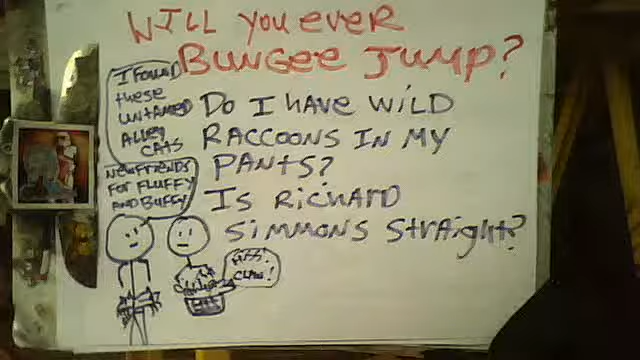 WiLL you eveR
BUNGee Jump?
I FOUND
these
UNTAMED
ALLEY
CATS
NEW FRIENDS
FOR FLUFFY
AND BUFFY
Do I have WiLD
RACCOONS IN MY
PANTS?
Is RicHARD
Simmons Straight?
CLAW!